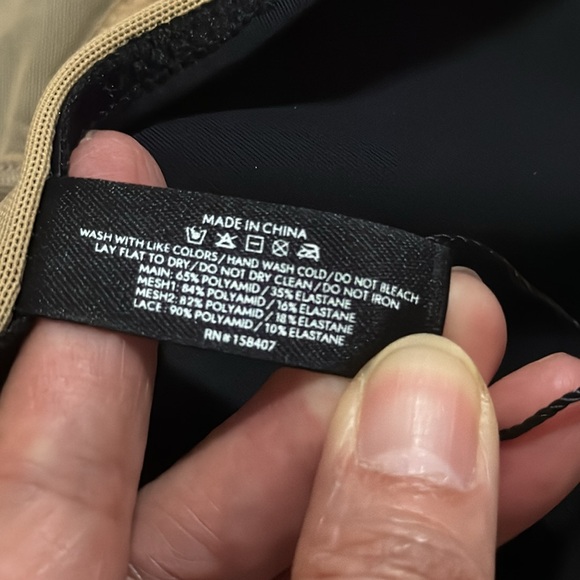 MADE IN CHINA
WASH WITH LIKE COLORS / HAND WASH COLD / DO NOT BLEACH
LAY FLAT TO DRY / DO NOT DRY CLEAN / DO NOT IRON
MAIN: 65% POLYAMID / 35% ELASTANE
MESH1: 84% POLYAMID / 16% ELASTANE
MESH2: 82% POLYAMID / 18% ELASTANE
LACE: 90% POLYAMID / 10% ELASTANE
RN# 158407